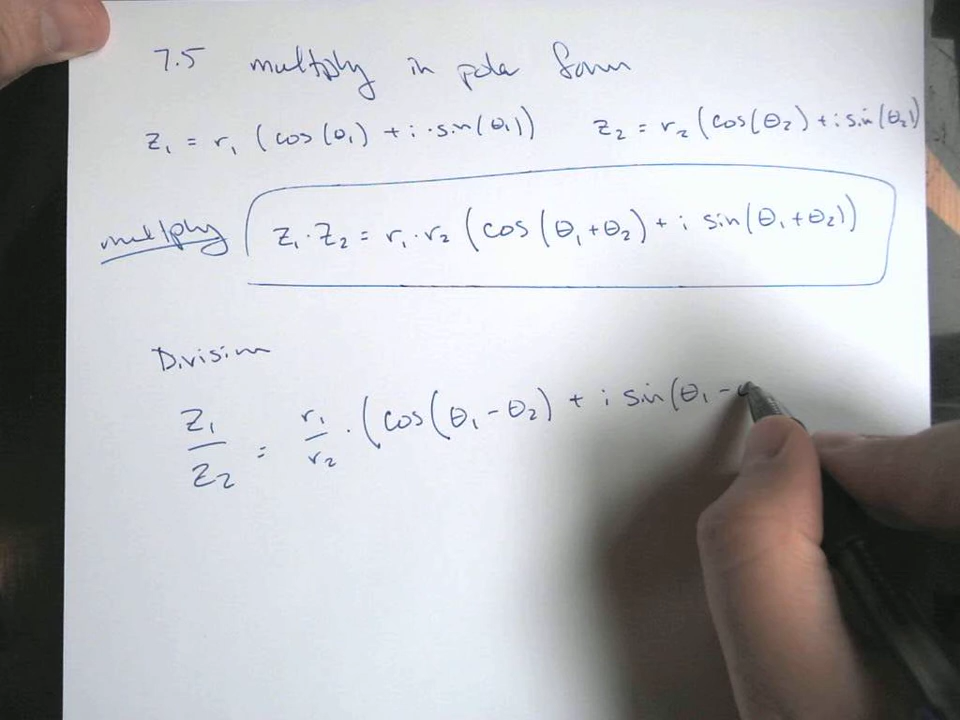 7.5 multiply in polar form
z₁ = r₁ (cos(θ₁) + i·sin(θ₁)) z₂ = r₂ (cos(θ₂) + i sin(θ₂))
multiply z₁·z₂ = r₁·r₂ (cos(θ₁+θ₂) + i sin(θ₁+θ₂))
Division
z₁/z₂ = r₁/r₂ · (cos(θ₁-θ₂) + i sin(θ₁-